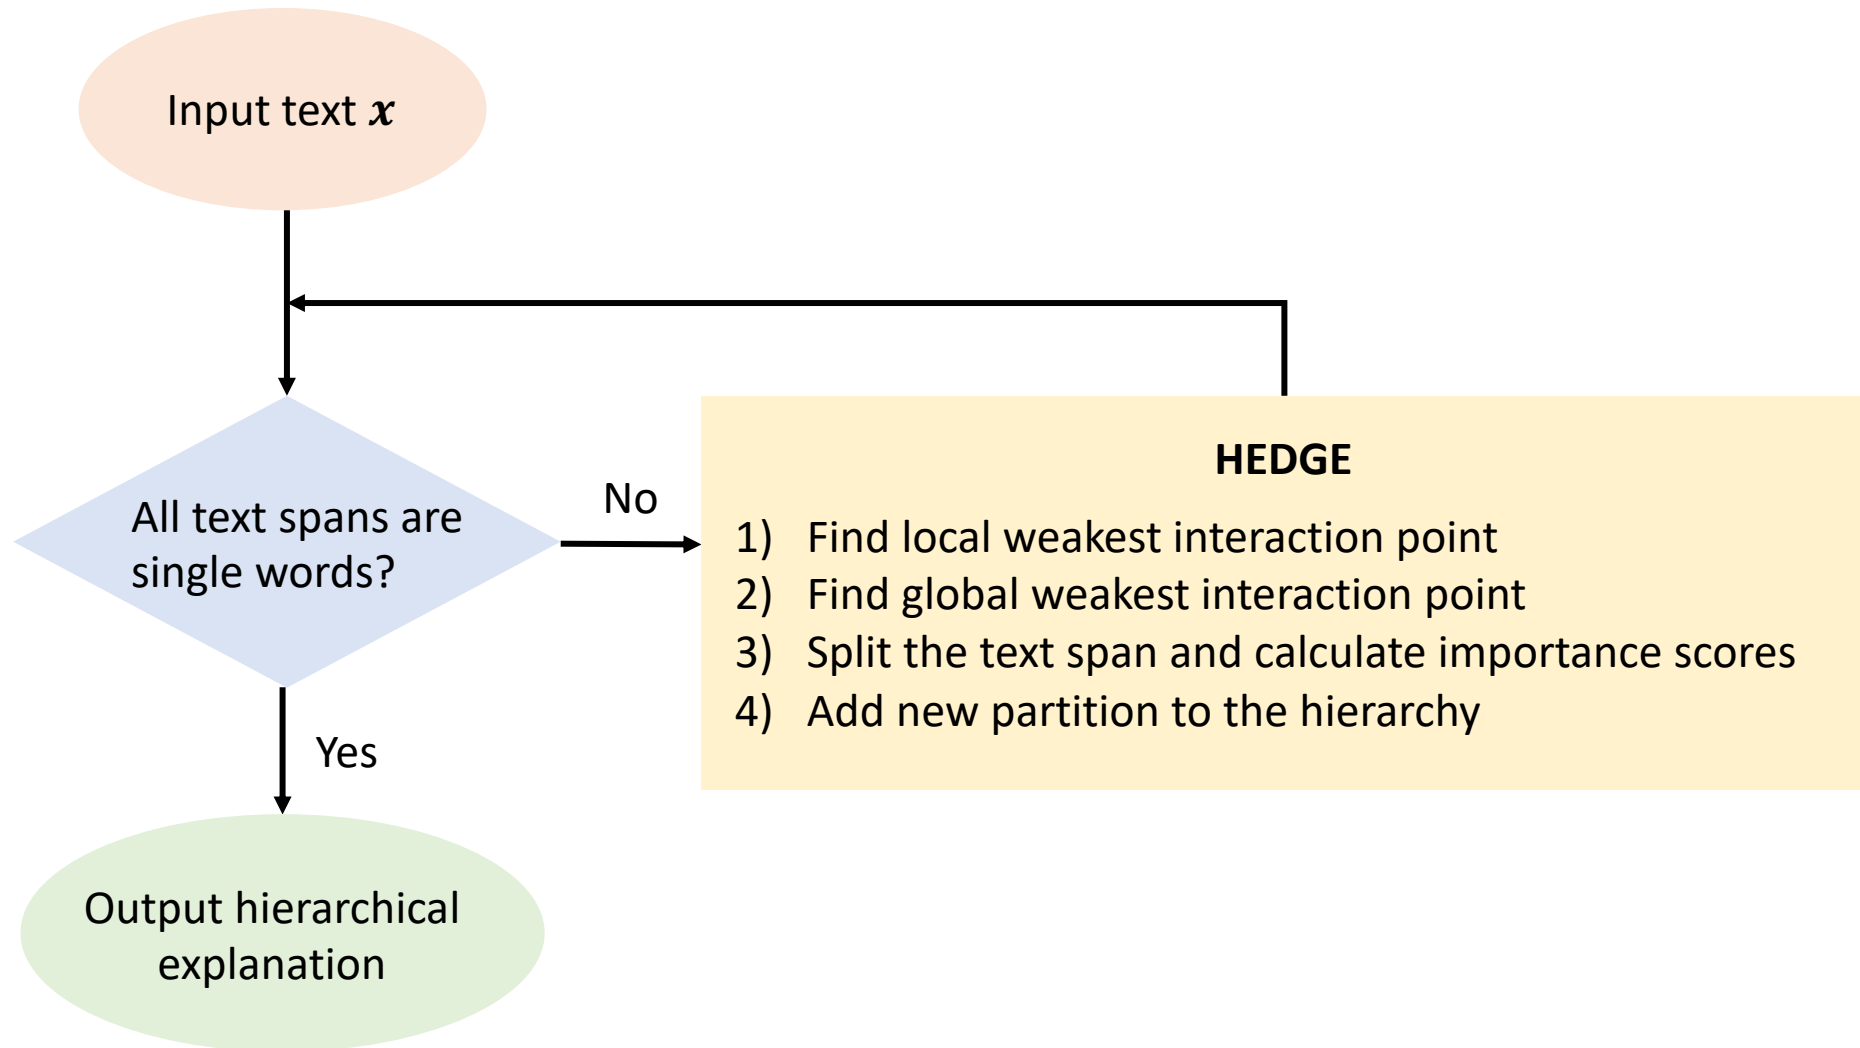 Input text x
All text spans are
single words?
No
HEDGE
1) Find local weakest interaction point
2) Find global weakest interaction point
3) Split the text span and calculate importance scores
4) Add new partition to the hierarchy
Yes
Output hierarchical
explanation